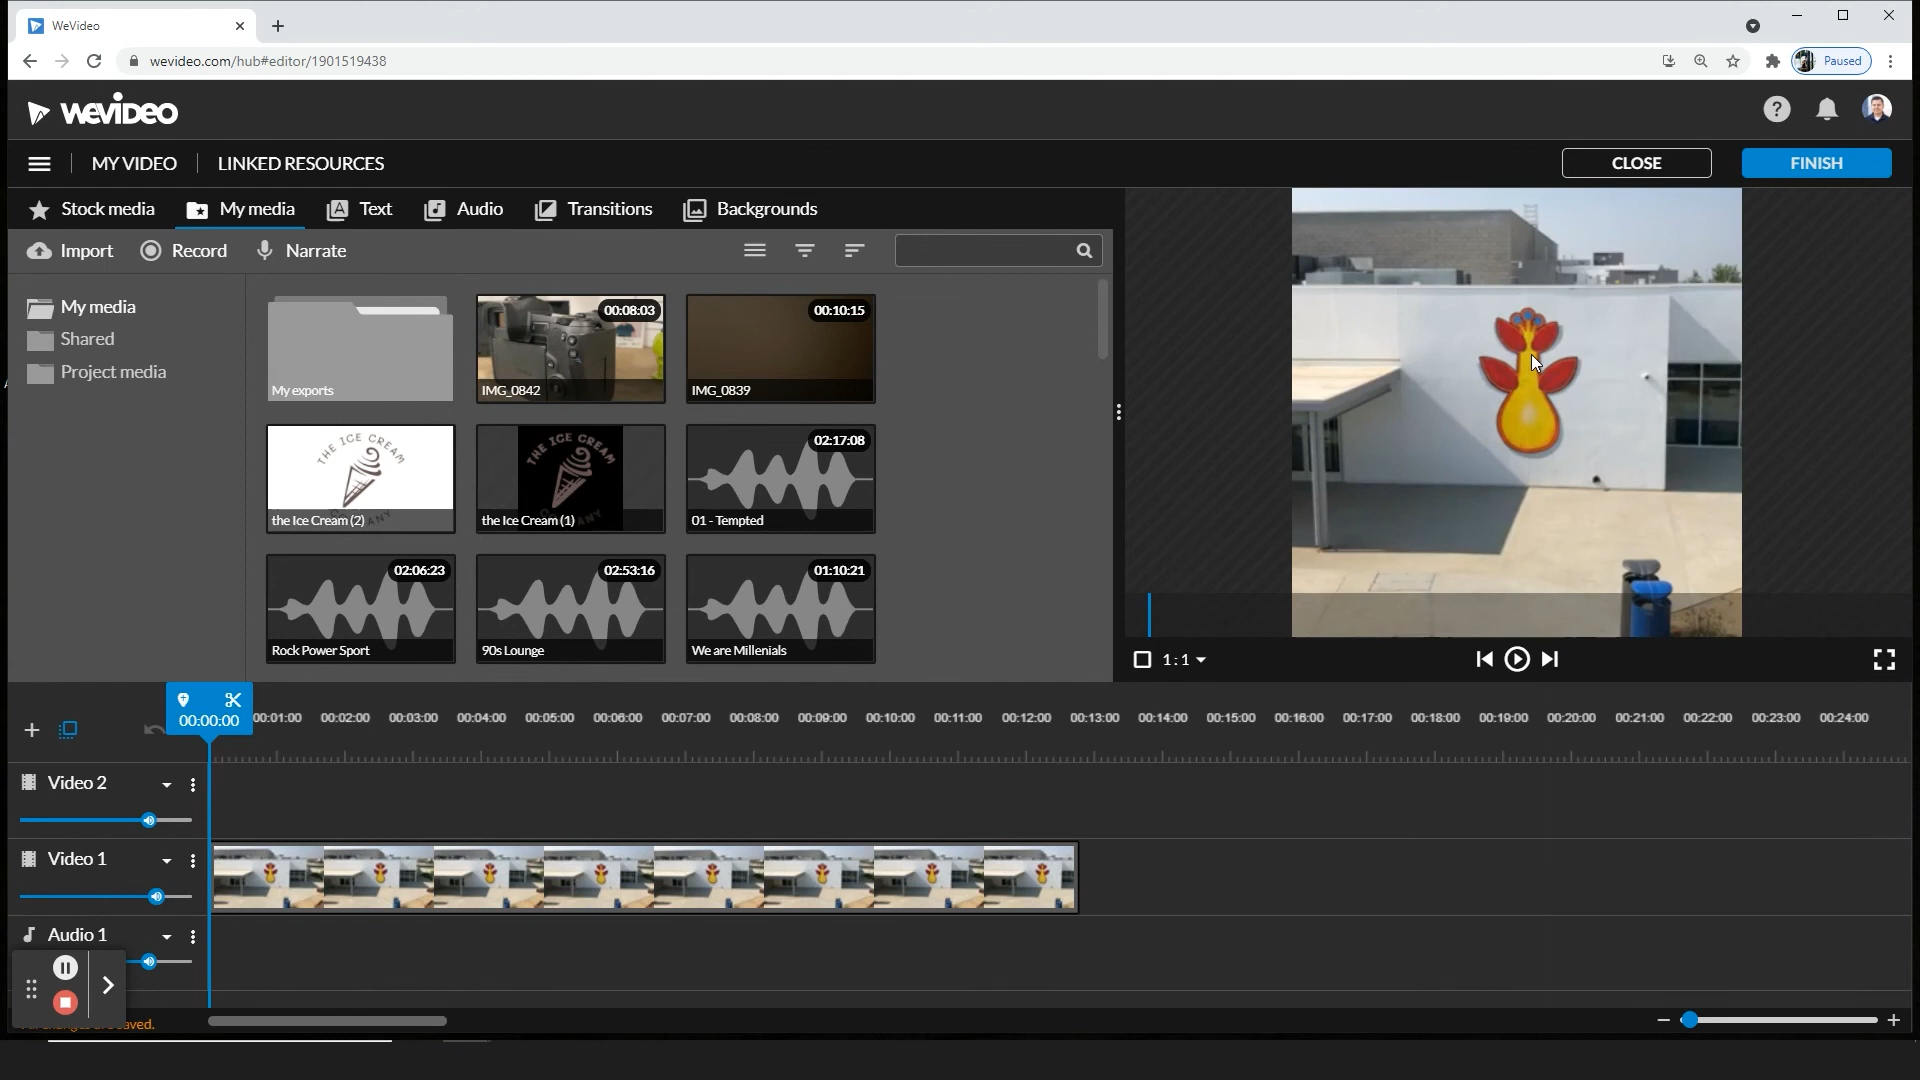 WeVideo
wevideo.com/hub#editor/1901519438
Paused
WEVIDEO
MY VIDEO
LINKED RESOURCES
CLOSE
FINISH
Stock media
My media
Text
Audio
Transitions
Backgrounds
Import
Record
Narrate
My media
Shared
Project media
My exports
00:08:03
IMG_0842
00:10:15
IMG_0839
THE ICE CREAM
the Ice Cream (2)
THE ICE CREAM
the Ice Cream (1)
02:17:08
01 - Tempted
02:06:23
Rock Power Sport
02:53:16
90s Lounge
01:10:21
We are Millenials
1:1
00:00:00
00:01:00
00:02:00
00:03:00
00:04:00
00:05:00
00:06:00
00:07:00
00:08:00
00:09:00
00:10:00
00:11:00
00:12:00
00:13:00
00:14:00
00:15:00
00:16:00
00:17:00
00:18:00
00:19:00
00:20:00
00:21:00
00:22:00
00:23:00
00:24:00
Video 2
Video 1
Audio 1